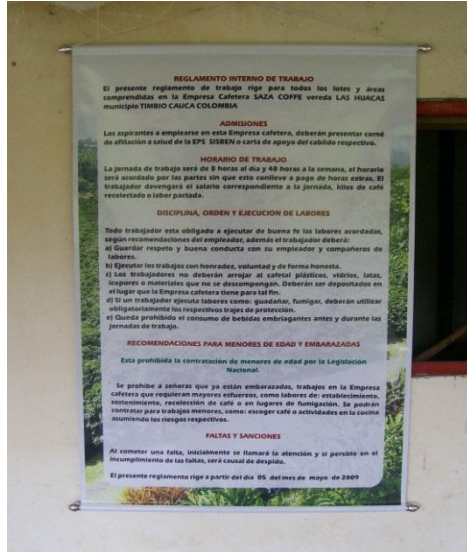 REGLAMENTO INTERNO DE TRABAJO
El presente reglamento de trabajo rige para todos los lotes y áreas
comprendidas en la Empresa Cafetera SAZA COFFE vereda LAS HUACAS
municipio TIMBIO CAUCA COLOMBIA
ADMISIONES
Los aspirantes a emplearse en esta Empresa cafetera, deberán presentar carné
de afiliación a salud de la EPS SISBEN o carta de apoyo del cabildo respectivo.
HORARIO DE TRABAJO
La jornada de trabajo será de 8 horas al día y 48 horas a la semana, el horario
será acordado por las partes sin que esto conlleve a pago de horas extras. El
trabajador devengará el salario correspondiente a la jornada, kilos de café
recolectado o labor pactada.
DISCIPLINA, ORDEN Y EJECUCION DE LABORES
Todo trabajador esta obligado a ejecutar de buena fe las labores acordadas,
según recomendaciones del empleador, además el trabajador deberá:
a) Guardar respeto y buena conducta con su empleador y compañeros de
labores.
b) Ejecutar los trabajos con honradez, voluntad y de forma honesta.
c) Los trabajadores no deberán arrojar al cafetal plásticos, vidrios, latas,
icopores o materiales que no se descompongan. Deberán ser depositados en
el lugar que la Empresa cafetera tiene para tal fin.
d) Si un trabajador ejecuta labores como: guadañar, fumigar, deberán utilizar
obligatoriamente los respectivos trajes de protección.
e) Queda prohibido el consumo de bebidas embriagantes antes y durante las
jornadas de trabajo.
RECOMENDACIONES PARA MENORES DE EDAD Y EMBARAZADAS
Está prohibida la contratación de menores de edad por la Legislación
Nacional.
Se prohibe a señoras que ya están embarazadas, trabajos en la Empresa
cafetera que requieran mayores esfuerzos, como labores de: establecimiento,
sostenimiento, recolección de café o en lugares de fumigación. Se podrán
contratar para trabajos menores, como: escoger café o actividades en la cocina
asumiendo los riesgos respectivos.
FALTAS Y SANCIONES
Al cometer una falta, inicialmente se llamará la atención y si persiste en el
incumplimiento de las faltas, será causal de despido.
El presente reglamento rige a partir del día 05 del mes de mayo de 2009